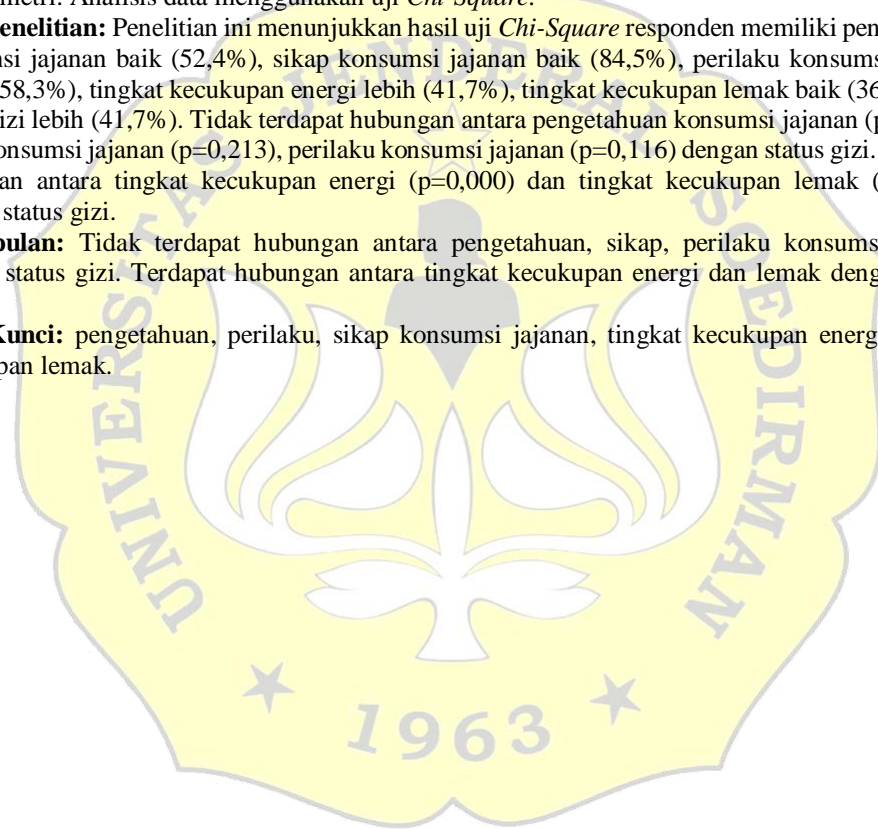 metri. Analisis data menggunakan uji Chi-Square.
enelitian: Penelitian ini menunjukkan hasil uji Chi-Square responden memiliki pen
si jajanan baik (52,4%), sikap konsumsi jajanan baik (84,5%), perilaku konsums
58,3%), tingkat kecukupan energi lebih (41,7%), tingkat kecukupan lemak baik (36
izi lebih (41,7%). Tidak terdapat hubungan antara pengetahuan konsumsi jajanan (p
onsumsi jajanan (p=0,213), perilaku konsumsi jajanan (p=0,116) dengan status gizi.
an antara tingkat kecukupan energi (p=0,000) dan tingkat kecukupan lemak (
status gizi.
pulan: Tidak terdapat hubungan antara pengetahuan, sikap, perilaku konsums
status gizi. Terdapat hubungan antara tingkat kecukupan energi dan lemak deng
Kunci: pengetahuan, perilaku, sikap konsumsi jajanan, tingkat kecukupan energ
pan lemak.
UNIVERSITAS JENDERAL SOEDIRMAN
1963